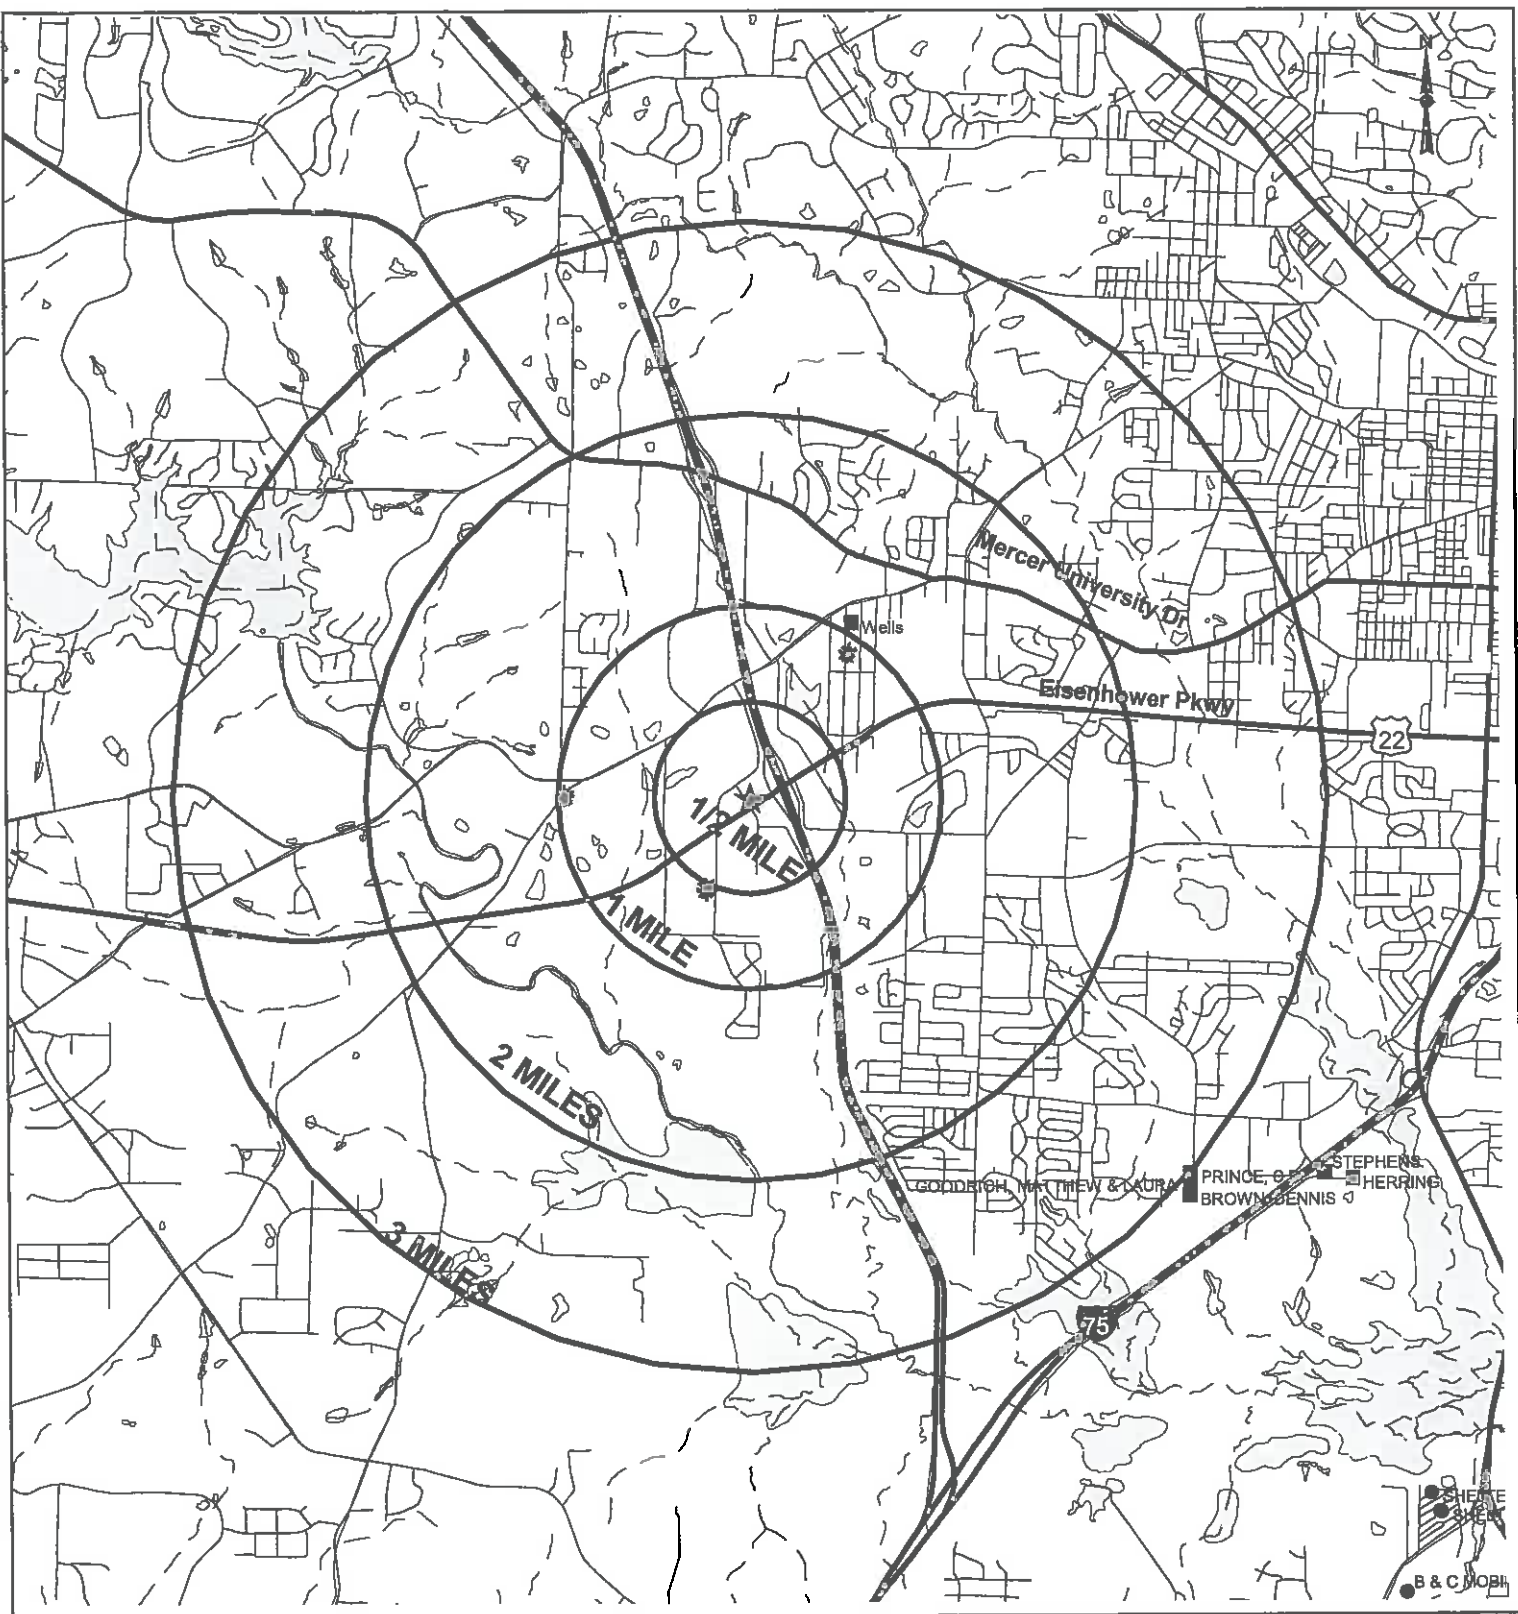 N
Mercer University Dr
Wells
Eisenhower Pkwy
22
1/2 MILE
1 MILE
2 MILES
3 MILES
GOODRICH, MATTHEW & LAURA
PRINCE,
STEPHENS
HERRING
BROWN, DENNIS
75
B & C MOBI